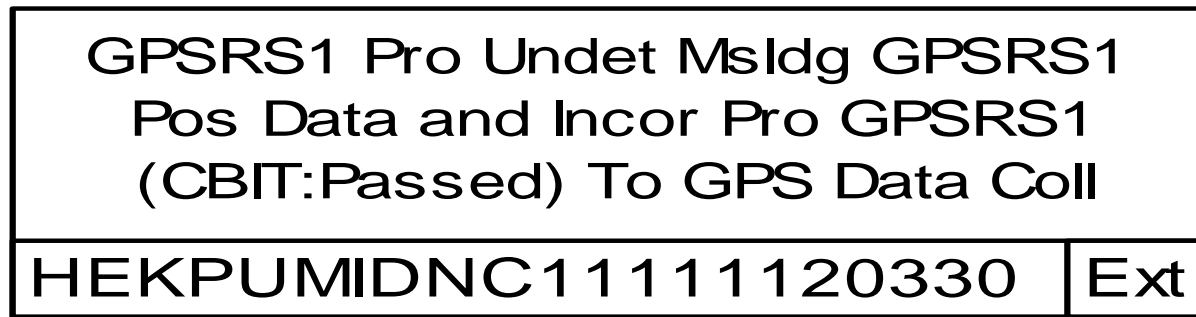 GPSRS1 Pro Undet Msldg GPSRS1
Pos Data and Incor Pro GPSRS1
(CBIT:Passed) To GPS Data Coll
HEKPUMIDNC11111120330 Ext